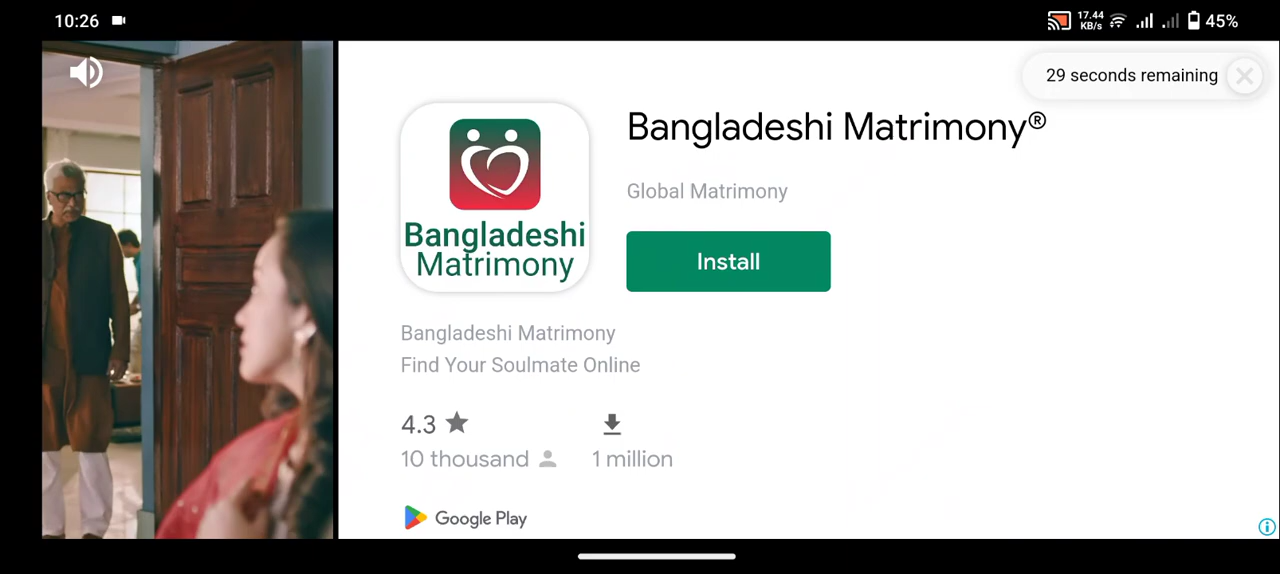 10:26
17.44
KB/s
45%
29 seconds remaining
Bangladeshi
Matrimony
Bangladeshi Matrimony®
Global Matrimony
Install
Bangladeshi Matrimony
Find Your Soulmate Online
4.3
10 thousand
1 million
Google Play